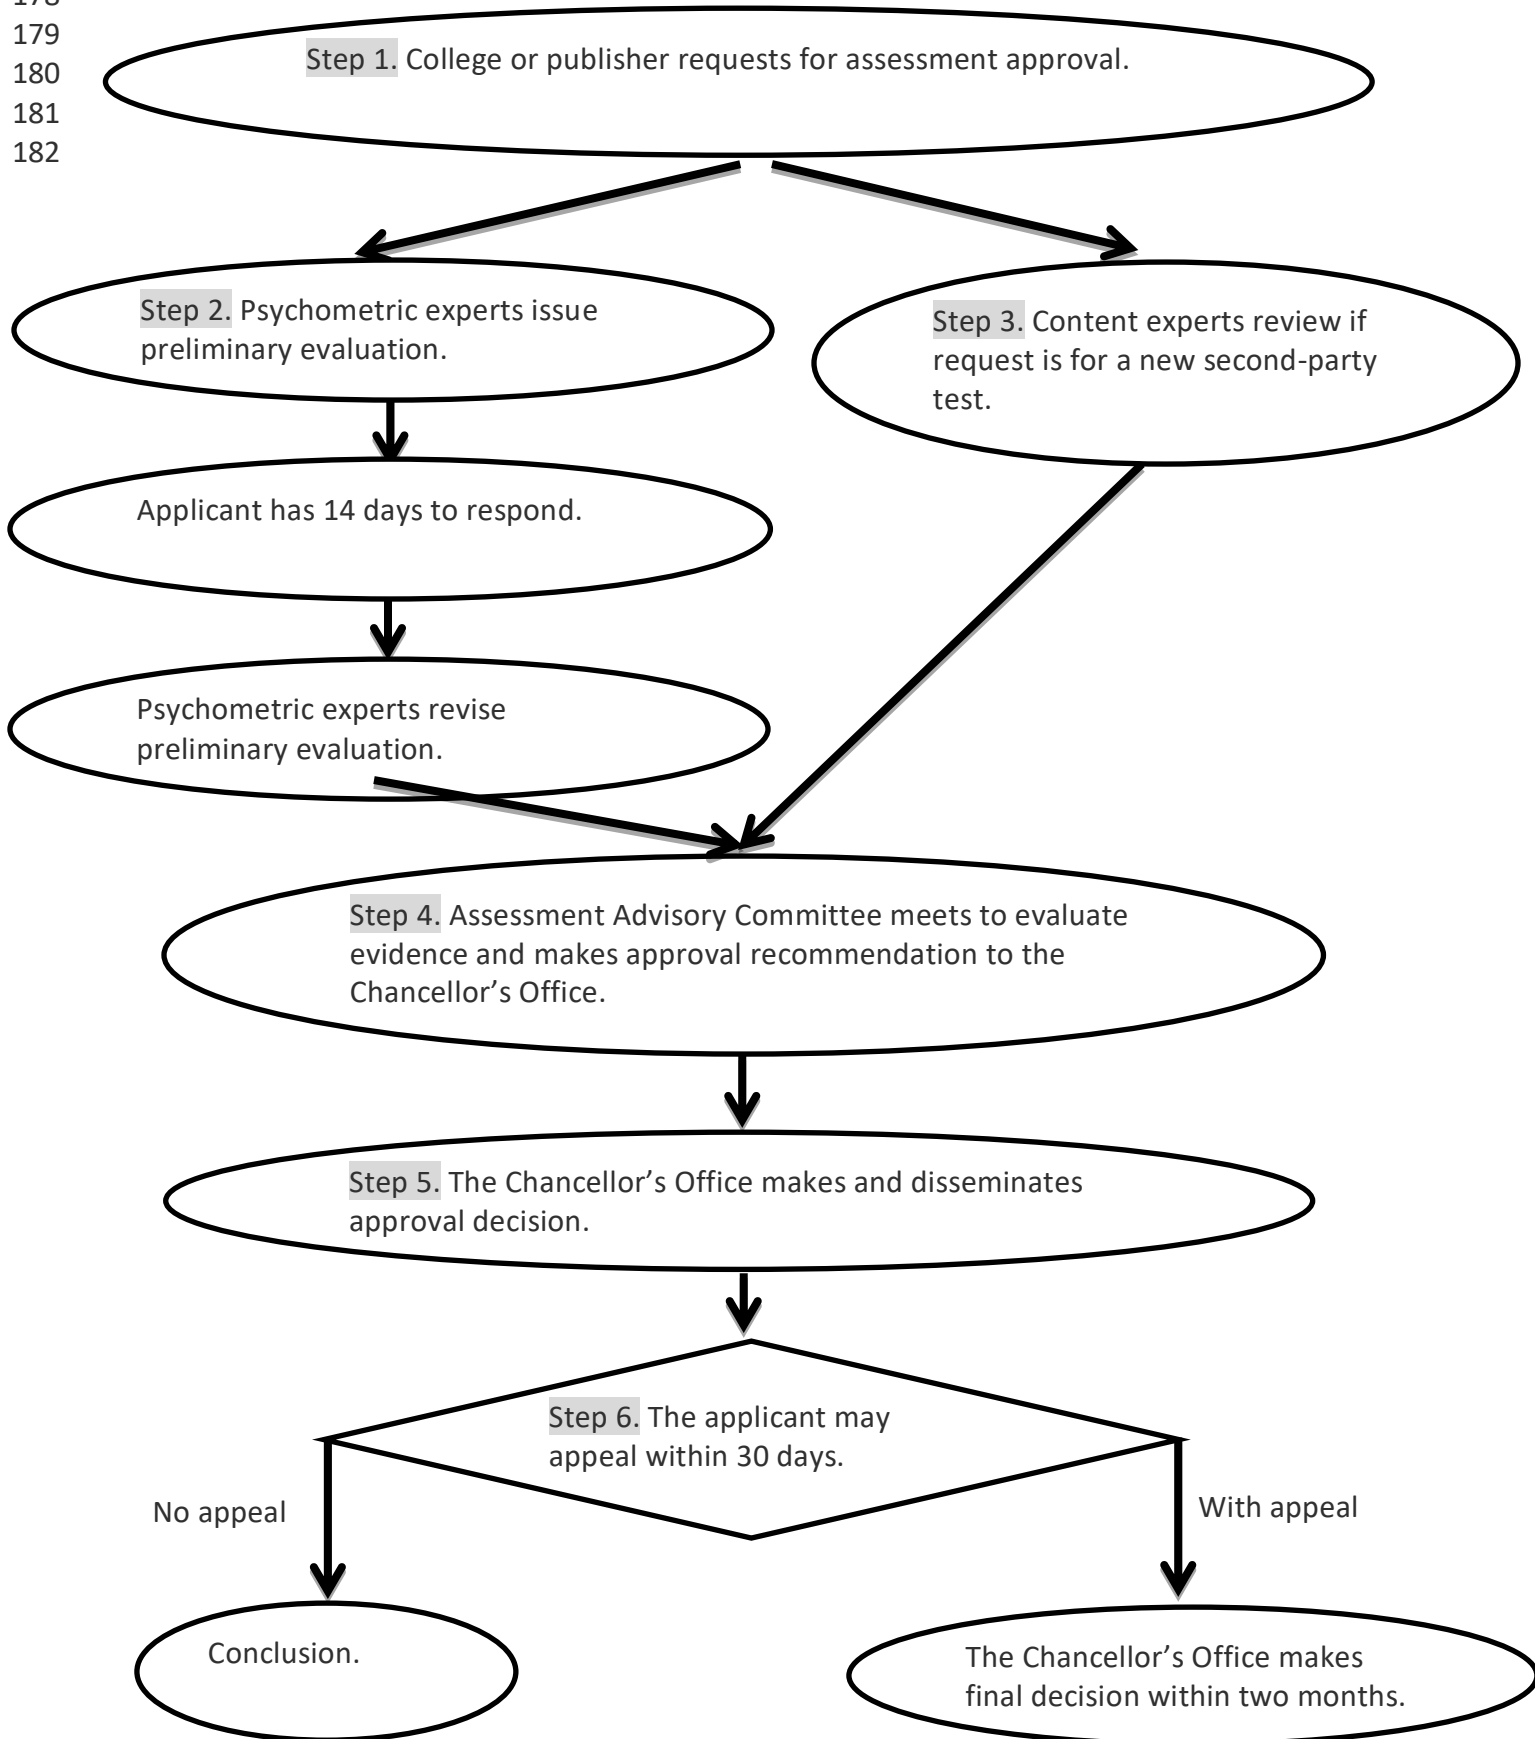 178
179
180
181
182
Step 1. College or publisher requests for assessment approval.
Step 2. Psychometric experts issue
preliminary evaluation.
Step 3. Content experts review if
request is for a new second-party
test.
Applicant has 14 days to respond.
Psychometric experts revise
preliminary evaluation.
Step 4. Assessment Advisory Committee meets to evaluate
evidence and makes approval recommendation to the
Chancellor’s Office.
Step 5. The Chancellor’s Office makes and disseminates
approval decision.
Step 6. The applicant may
appeal within 30 days.
No appeal
With appeal
Conclusion.
The Chancellor’s Office makes
final decision within two months.